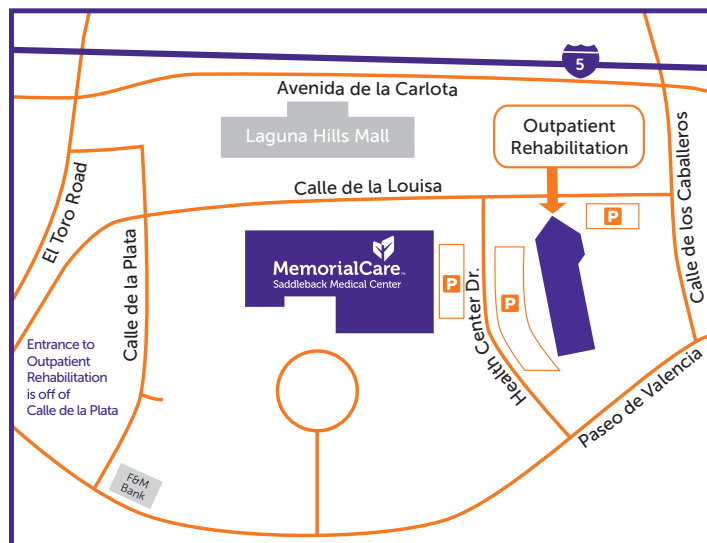 5
Avenida de la Carlota
Laguna Hills Mall
Outpatient
Rehabilitation
Calle de los Caballeros
El Toro Road
Calle de la Louisa
P
Calle de la Plata
MemorialCare™
Saddleback Medical Center
P
P
Health Center Dr.
Entrance to
Outpatient
Rehabilitation
is off of
Calle de la Plata
Paseo de Valencia
F&M
Bank